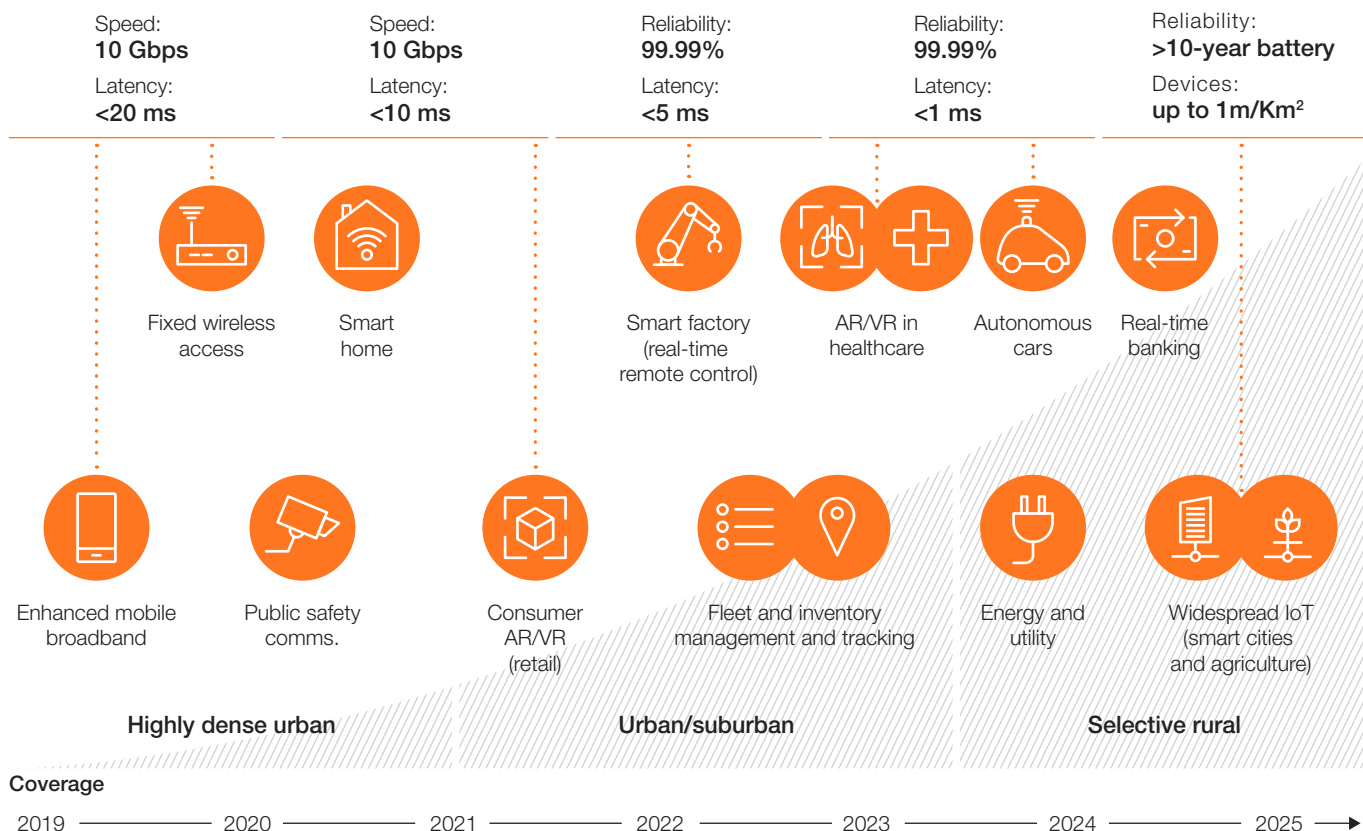 Speed:
10 Gbps
Latency:
<20 ms
Speed:
10 Gbps
Latency:
<10 ms
Reliability:
99.99%
Latency:
<5 ms
Reliability:
99.99%
Latency:
<1 ms
Reliability:
>10-year battery
Devices:
up to 1m/Km²
Fixed wireless
access
Smart
home
Smart factory
(real-time
remote control)
AR/VR in
healthcare
Autonomous
cars
Real-time
banking
Enhanced mobile
broadband
Public safety
comms.
Consumer
AR/VR
(retail)
Fleet and inventory
management and tracking
Energy and
utility
Widespread IoT
(smart cities
and agriculture)
Highly dense urban
Urban/suburban
Selective rural
Coverage
2019 2020 2021 2022 2023 2024 2025